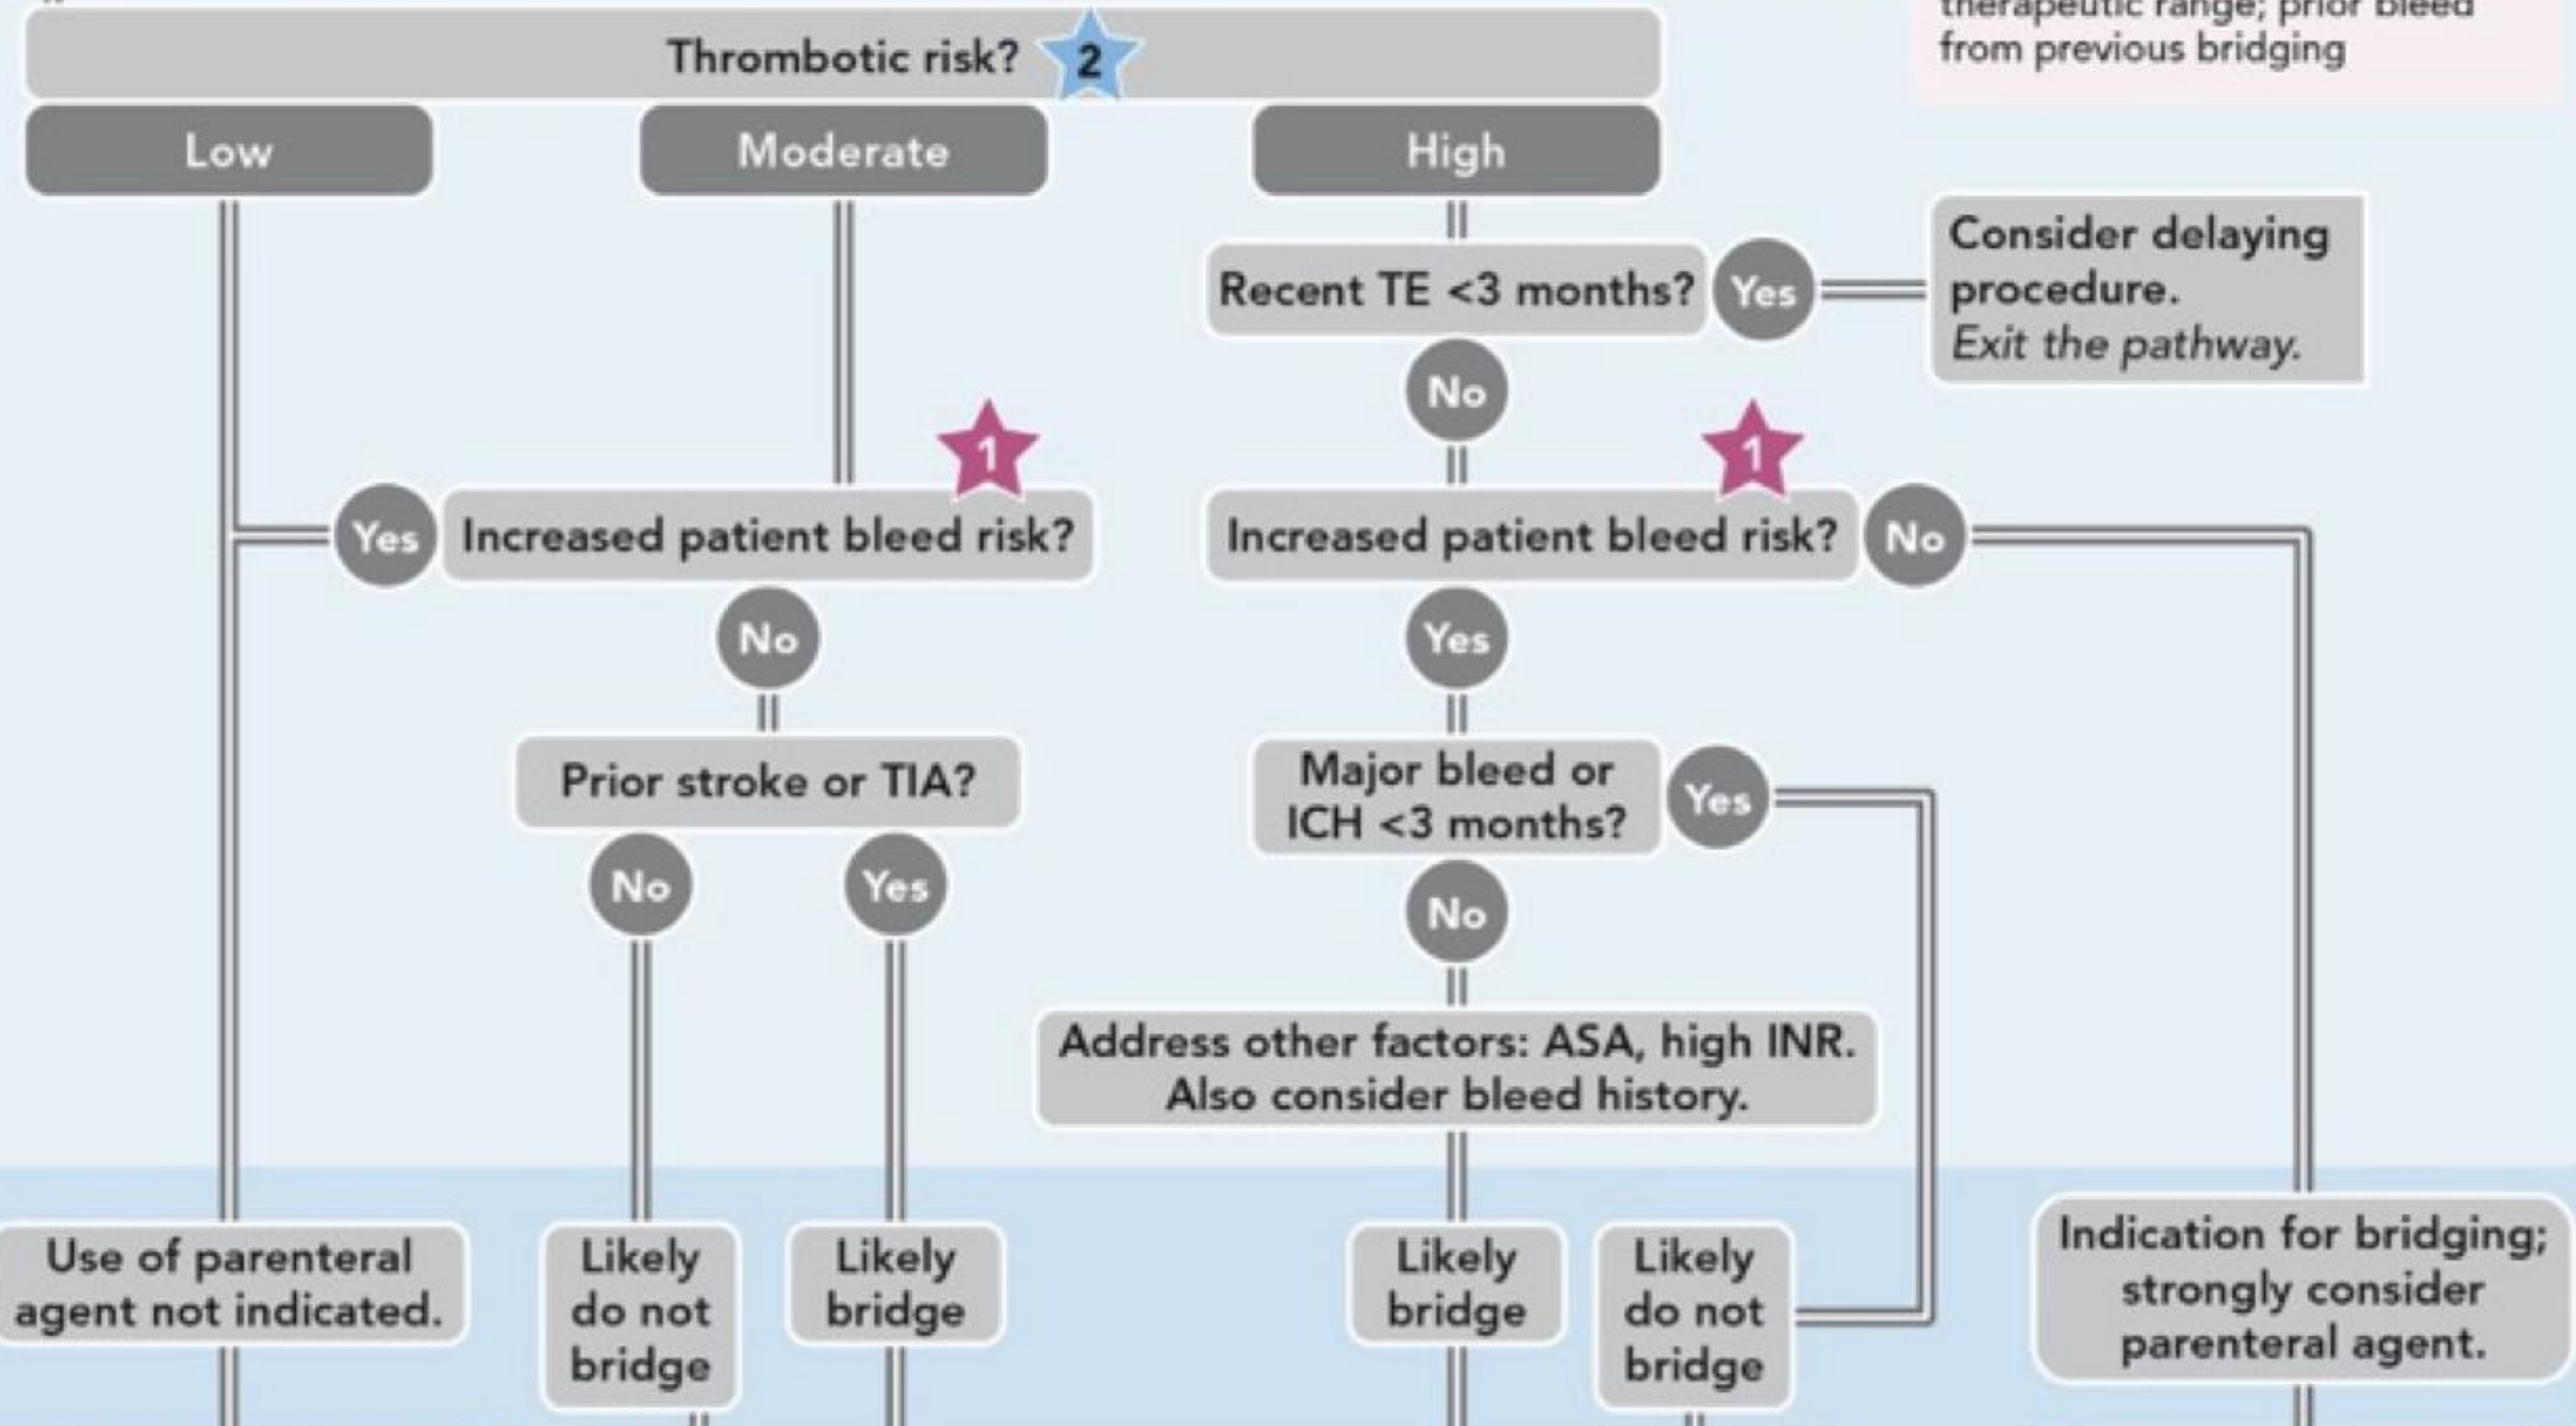 therapeutic range; prior bleed
from previous bridging
Thrombotic risk?
2
Low
Moderate
High
Recent TE <3 months?
Yes
Consider delaying
procedure.
Exit the pathway.
No
1
1
Yes
Increased patient bleed risk?
Increased patient bleed risk?
No
No
Yes
Prior stroke or TIA?
Major bleed or
ICH <3 months?
Yes
No
Yes
No
Address other factors: ASA, high INR.
Also consider bleed history.
Use of parenteral
agent not indicated.
Likely
do not
bridge
Likely
bridge
Likely
bridge
Likely
do not
bridge
Indication for bridging;
strongly consider
parenteral agent.